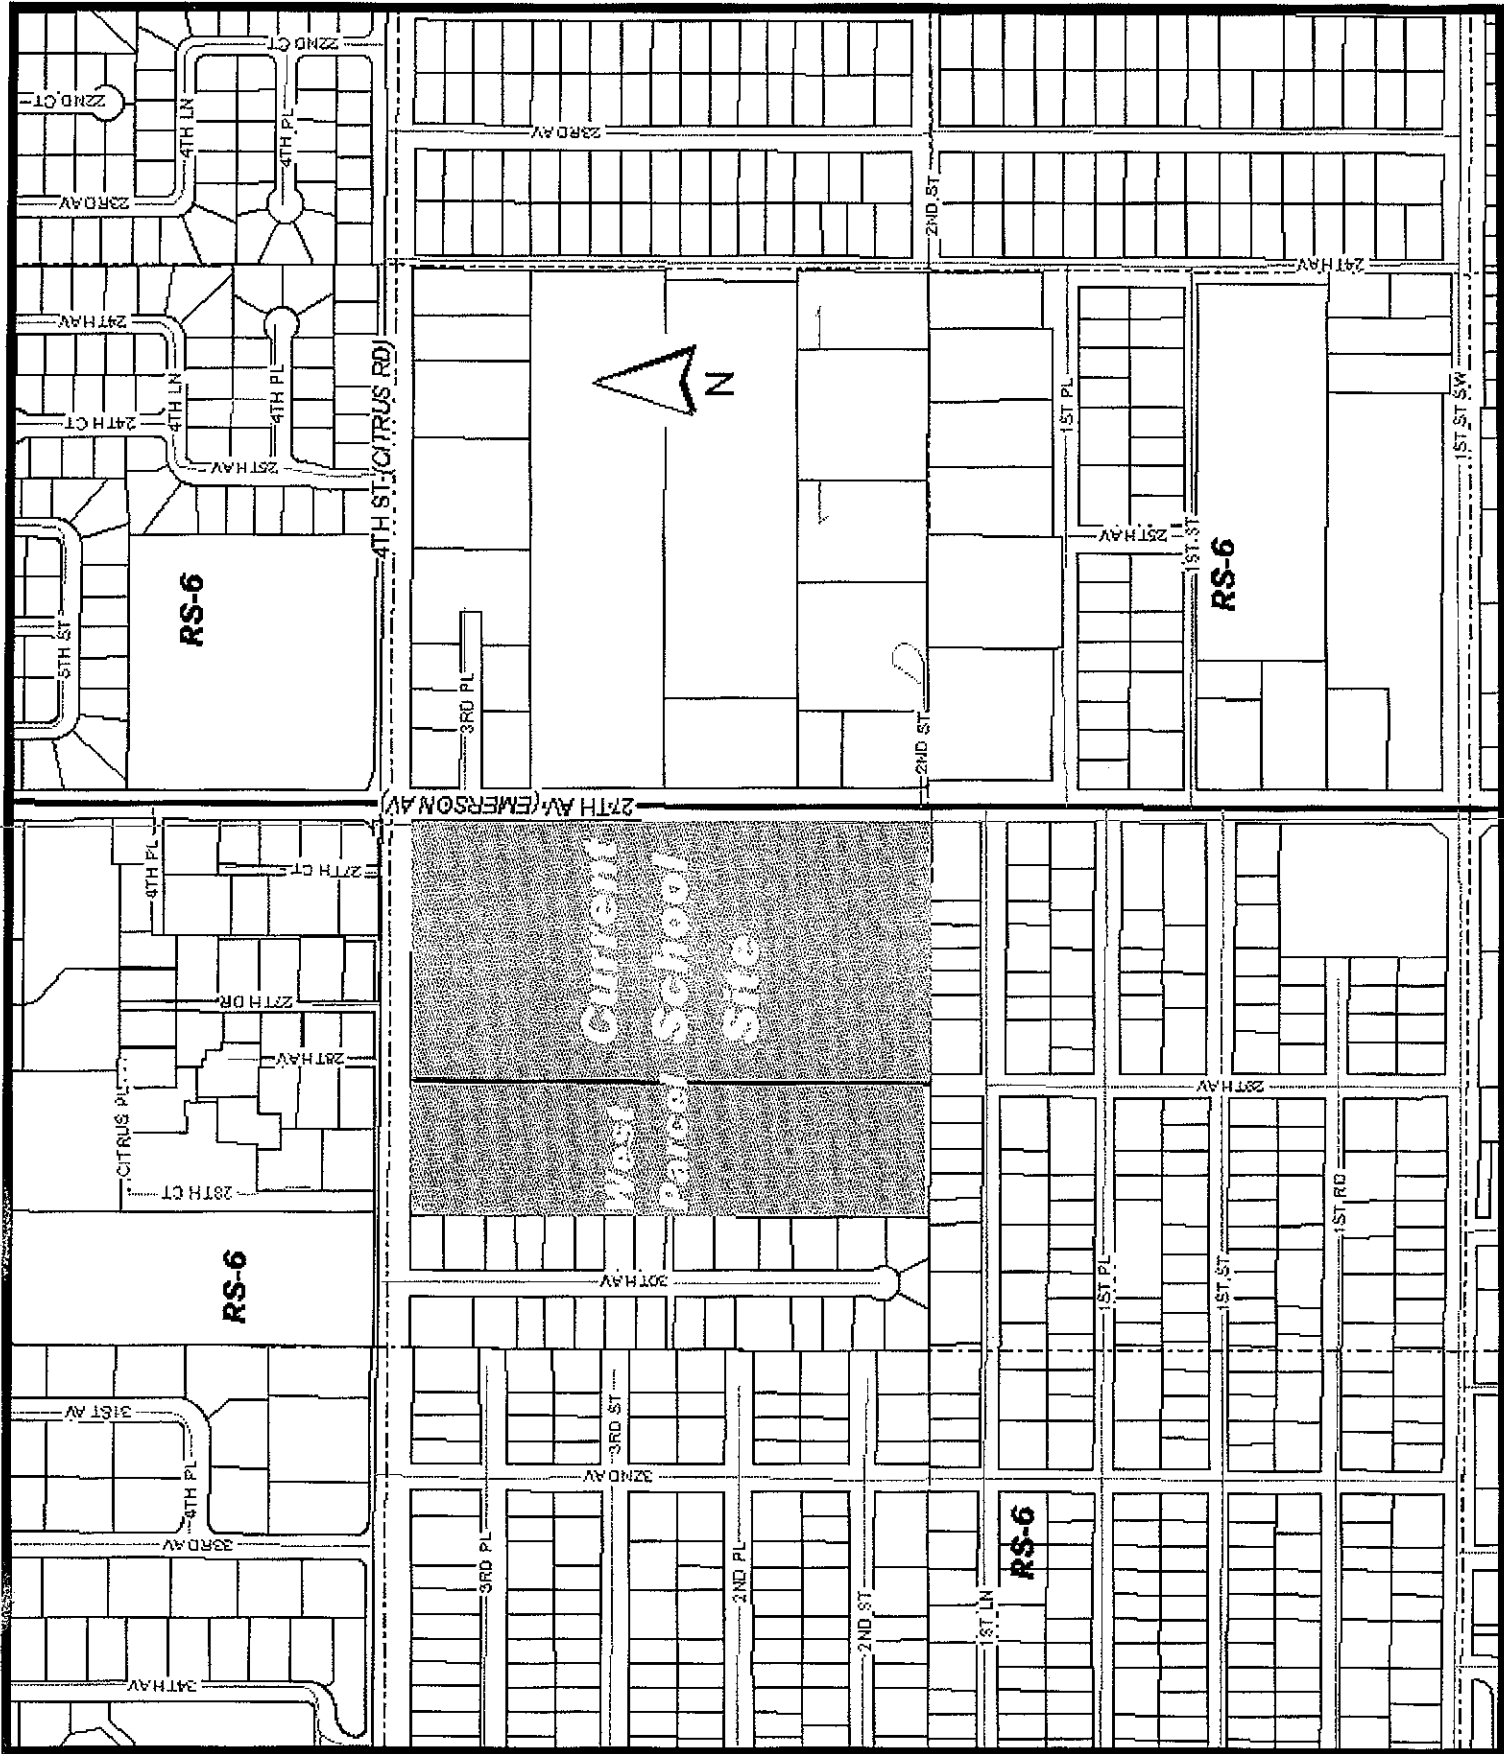 22ND CT
22ND CT
4TH LN
4TH PL
23RD AV
23RD AV
2ND ST
24TH AV
24TH AV
4TH LN
4TH PL
24TH CT
25TH AV
4TH ST (CITRUS RD)
N
1ST PL
1ST ST SW
25TH AV
1ST ST
RS-6
RS-6
5TH ST
3RD PL
2ND ST
27TH AV (EMERSON AV)
4TH PL
27TH CT
Current
School
Site
27TH DR
28TH AV
CITRUS PL
28TH CT
West
Parcel
29TH AV
1ST RD
RS-6
30TH AV
1ST PL
1ST ST
31ST AV
4TH PL
3RD ST
32ND AV
33RD AV
3RD PL
2ND PL
2ND ST
1ST LN
RS-6
34TH AV